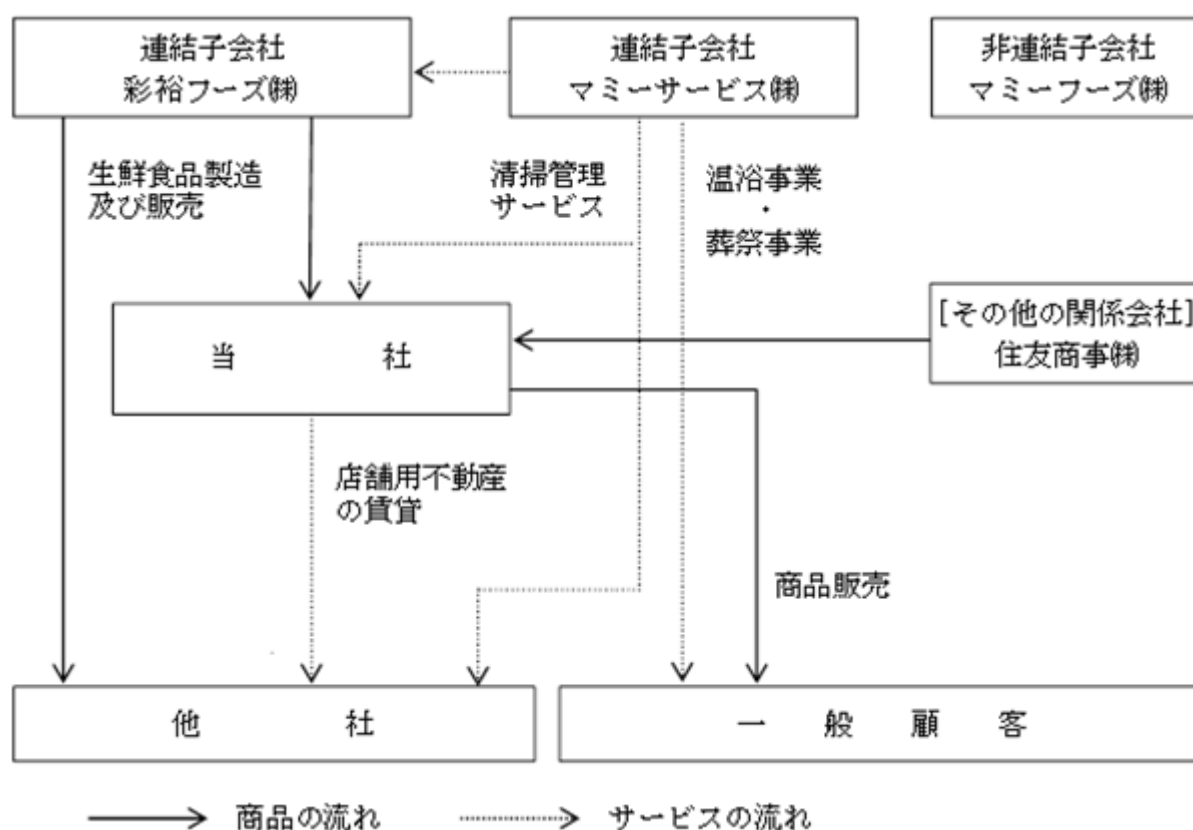 連結子会社
彩裕フーズ㈱
連結子会社
マミーサービス㈱
非連結子会社
マミーフーズ㈱
生鮮食品製造
及び販売
清掃管理
サービス
温浴事業
・
葬祭事業
[その他の関係会社]
住友商事㈱
当 社
店舗用不動産
の賃貸
商品販売
他 社
一 般 顧 客
商品の流れ
サービスの流れ